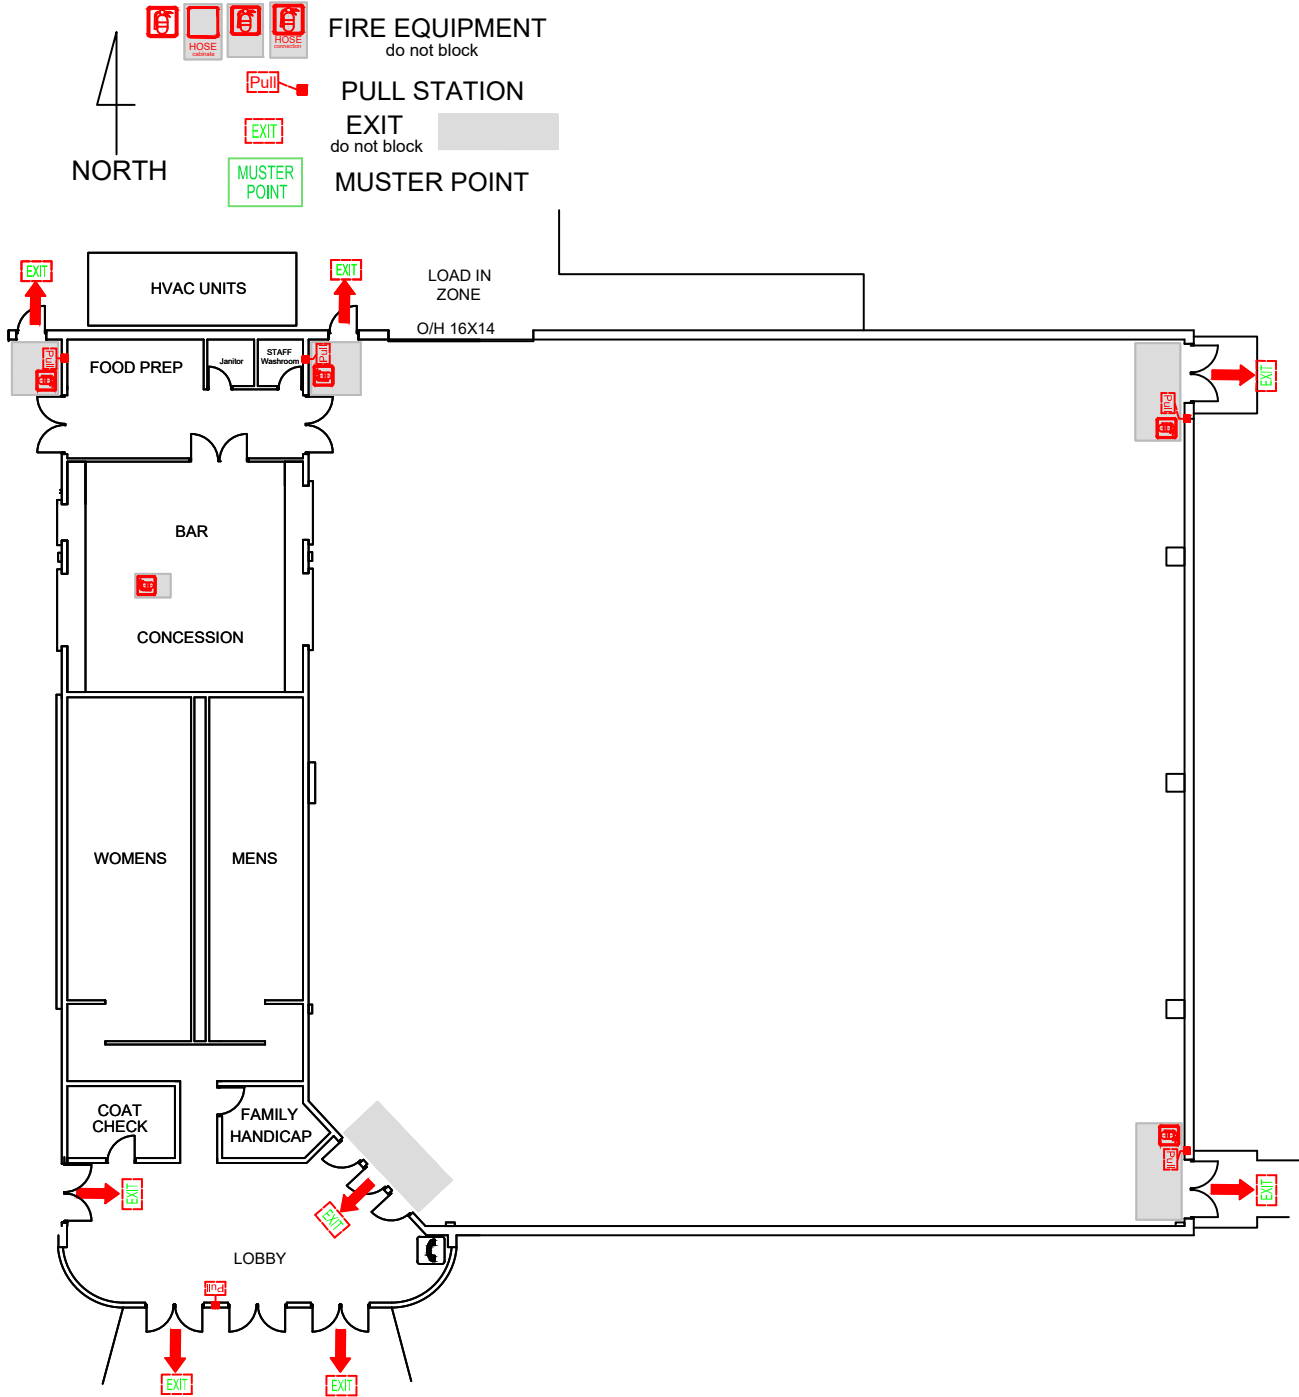 FIRE EQUIPMENT
do not block
HOSE
cabinate
HOSE
connection
Pull
PULL STATION
EXIT
EXIT
do not block
MUSTER
POINT
MUSTER POINT
NORTH
EXIT
HVAC UNITS
EXIT
LOAD IN
ZONE
O/H 16X14
Pull
FOOD PREP
Janitor
STAFF
Washroom
Pull
EXIT
Pull
BAR
CONCESSION
WOMENS
MENS
COAT
CHECK
FAMILY
HANDICAP
Pull
EXIT
EXIT
EXIT
LOBBY
Pull
EXIT
EXIT